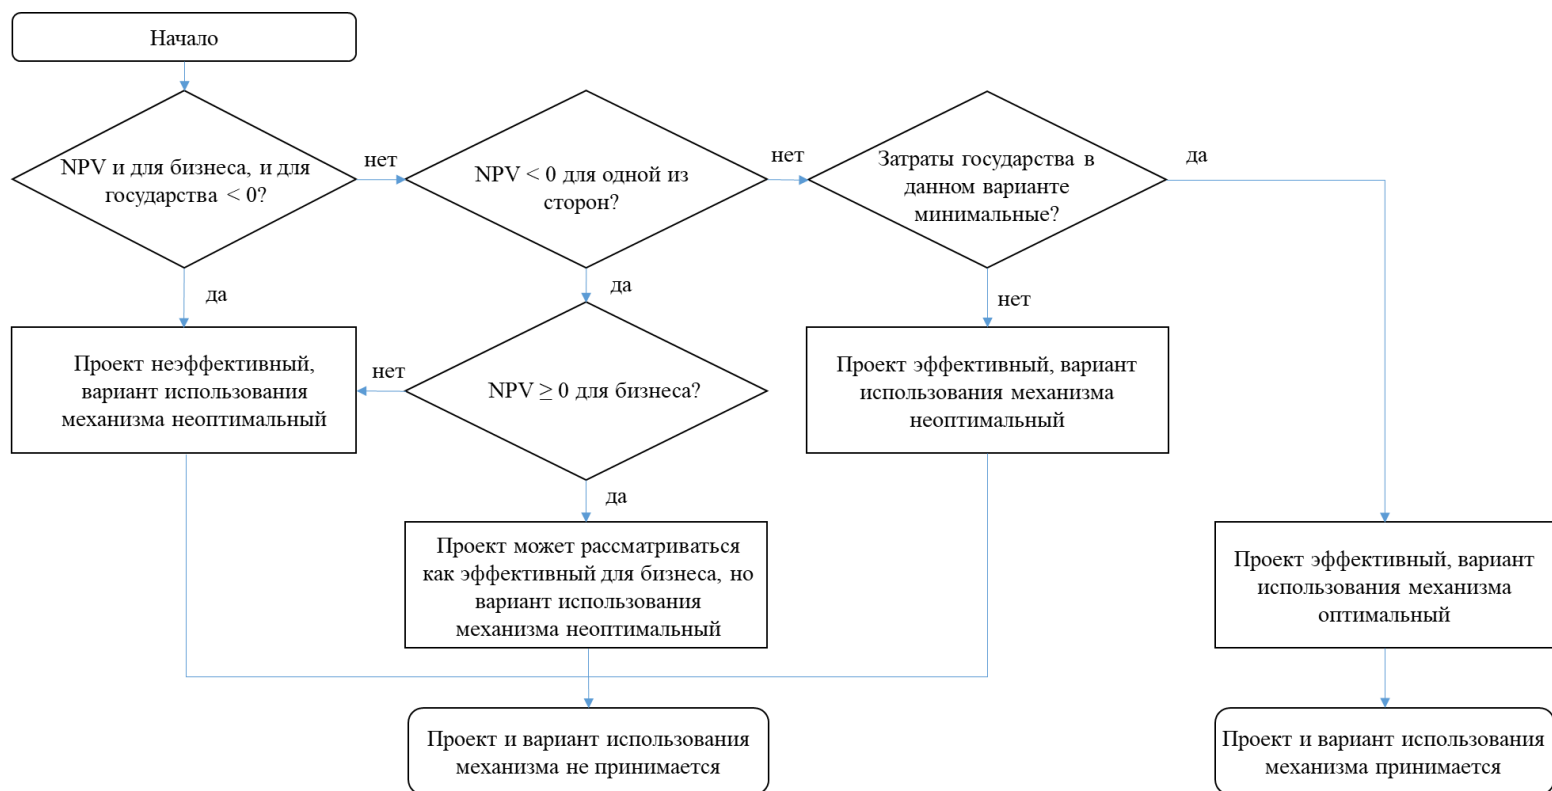 Начало
NPV и для бизнеса, и для
государства < 0?
нет
NPV < 0 для одной из
сторон?
нет
Затраты государства в
данном варианте
минимальные?
да
да
да
нет
Проект неэффективный,
вариант использования
механизма неоптимальный
нет
NPV ≥ 0 для бизнеса?
Проект эффективный, вариант
использования механизма
неоптимальный
да
Проект может рассматриваться
как эффективный для бизнеса, но
вариант использования
механизма неоптимальный
Проект эффективный, вариант
использования механизма
оптимальный
Проект и вариант использования
механизма не принимается
Проект и вариант использования
механизма принимается